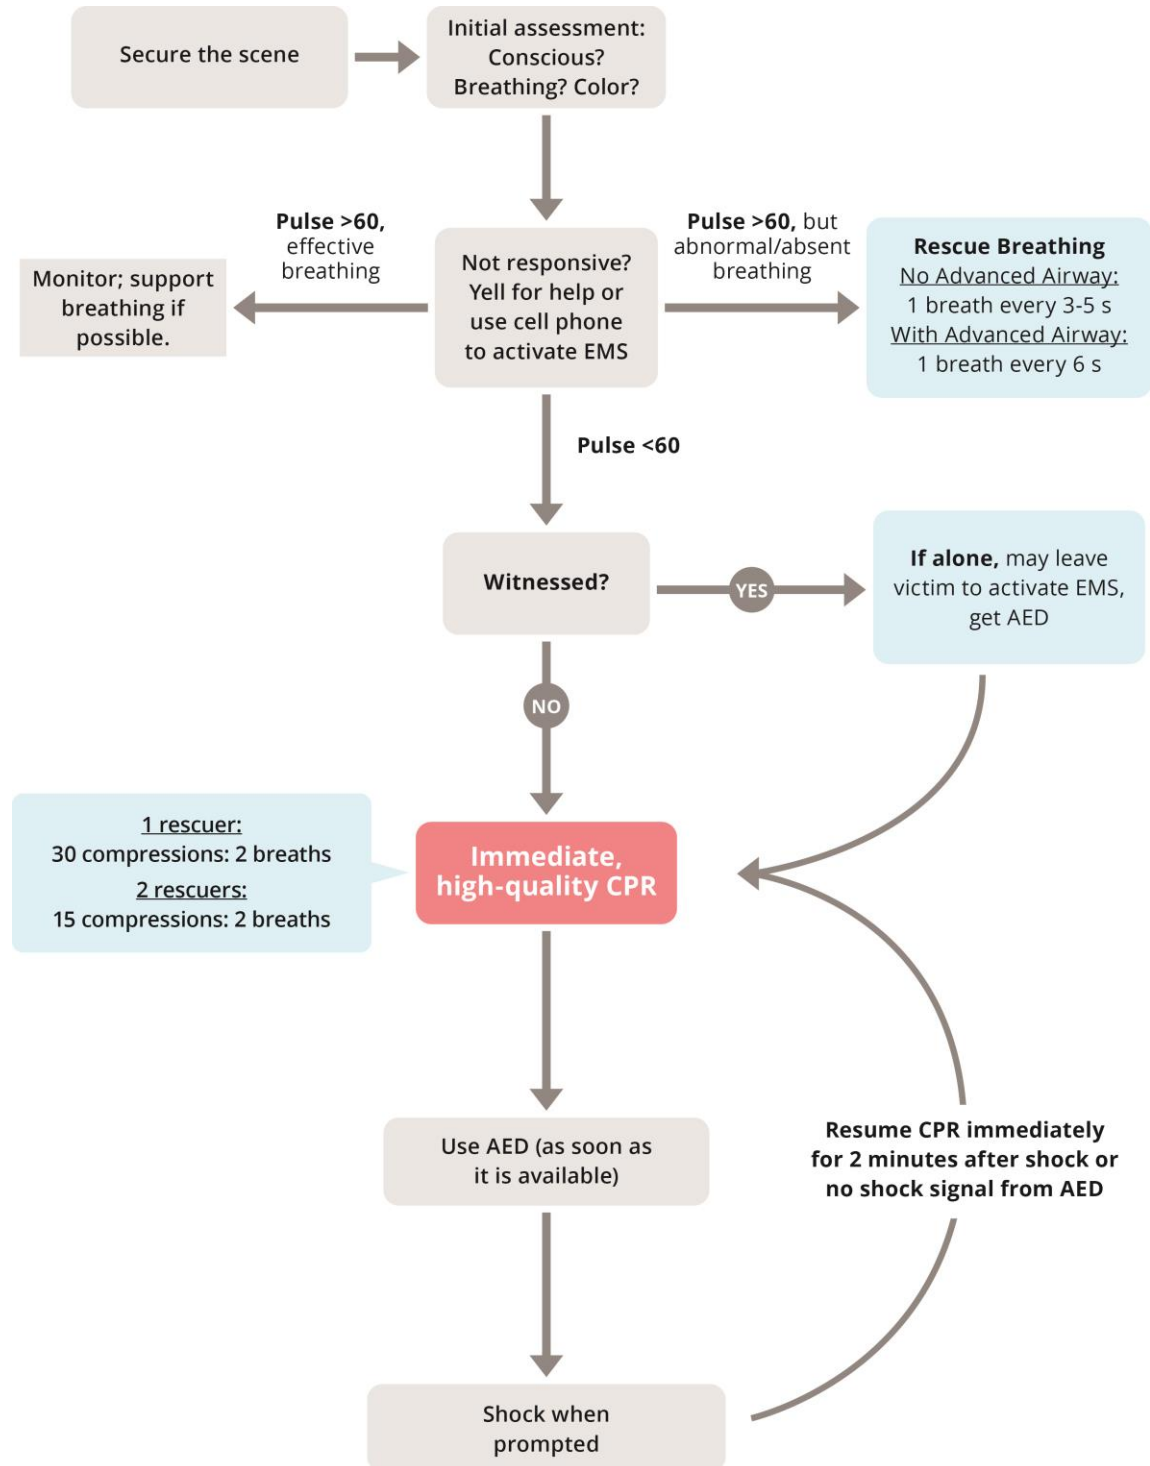 Secure the scene
Initial assessment:
Conscious?
Breathing? Color?
Pulse >60,
effective
breathing
Not responsive?
Yell for help or
use cell phone
to activate EMS
Pulse >60, but
abnormal/absent
breathing
Monitor; support
breathing if
possible.
Rescue Breathing
No Advanced Airway:
1 breath every 3-5 s
With Advanced Airway:
1 breath every 6 s
Pulse <60
Witnessed?
YES
If alone, may leave
victim to activate EMS,
get AED
NO
1 rescuer:
30 compressions: 2 breaths
2 rescuers:
15 compressions: 2 breaths
Immediate,
high-quality CPR
Use AED (as soon as
it is available)
Resume CPR immediately
for 2 minutes after shock or
no shock signal from AED
Shock when
prompted